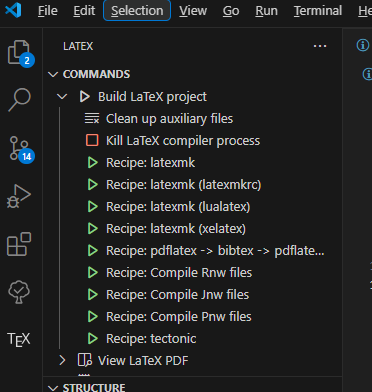 File Edit Selection View Go Run Terminal
LATEX
COMMANDS
2
Build LaTeX project
Clean up auxiliary files
Kill LaTeX compiler process
14
Recipe: latexmk
Recipe: latexmk (latexmkrc)
Recipe: latexmk (lualatex)
Recipe: latexmk (xelatex)
Recipe: pdflatex -> bibtex -> pdflate...
Recipe: Compile Rnw files
Recipe: Compile Jnw files
Recipe: Compile Pnw files
TEX
Recipe: tectonic
View LaTeX PDF
STRUCTURE